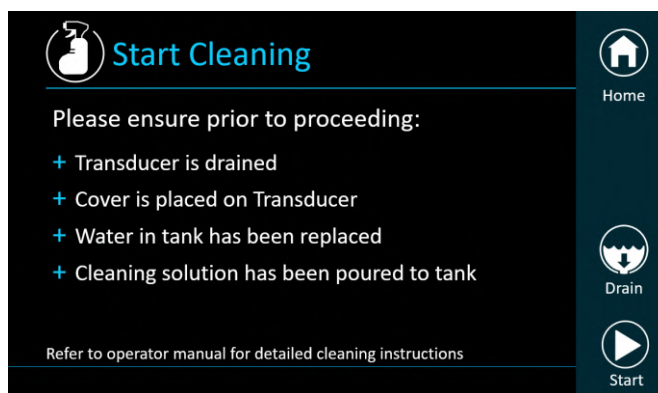 Start Cleaning
Please ensure prior to proceeding:
+ Transducer is drained
+ Cover is placed on Transducer
+ Water in tank has been replaced
+ Cleaning solution has been poured to tank
Refer to operator manual for detailed cleaning instructions
Home
Drain
Start